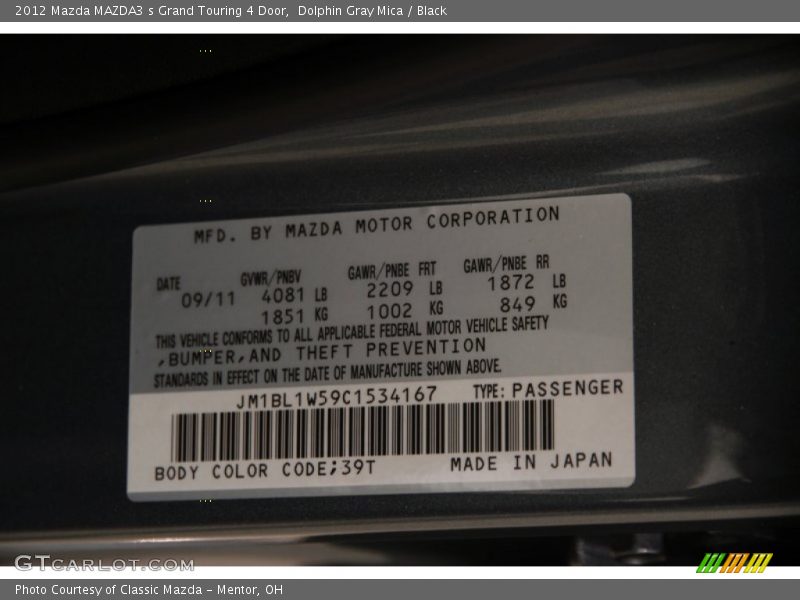 2012 Mazda MAZDA3 s Grand Touring 4 Door, Dolphin Gray Mica / Black
MFD. BY MAZDA MOTOR CORPORATION
DATE GVWR/PNBV GAWR/PNBE FRT GAWR/PNBE RR
09/11 4081 LB 2209 LB 1872 LB
1851 KG 1002 KG 849 KG
THIS VEHICLE CONFORMS TO ALL APPLICABLE FEDERAL MOTOR VEHICLE SAFETY
,BUMPER,AND THEFT PREVENTION
STANDARDS IN EFFECT ON THE DATE OF MANUFACTURE SHOWN ABOVE.
JM1BL1W59C1534167 TYPE: PASSENGER
BODY COLOR CODE;39T MADE IN JAPAN
GTCARLOT.COM
Photo Courtesy of Classic Mazda - Mentor, OH